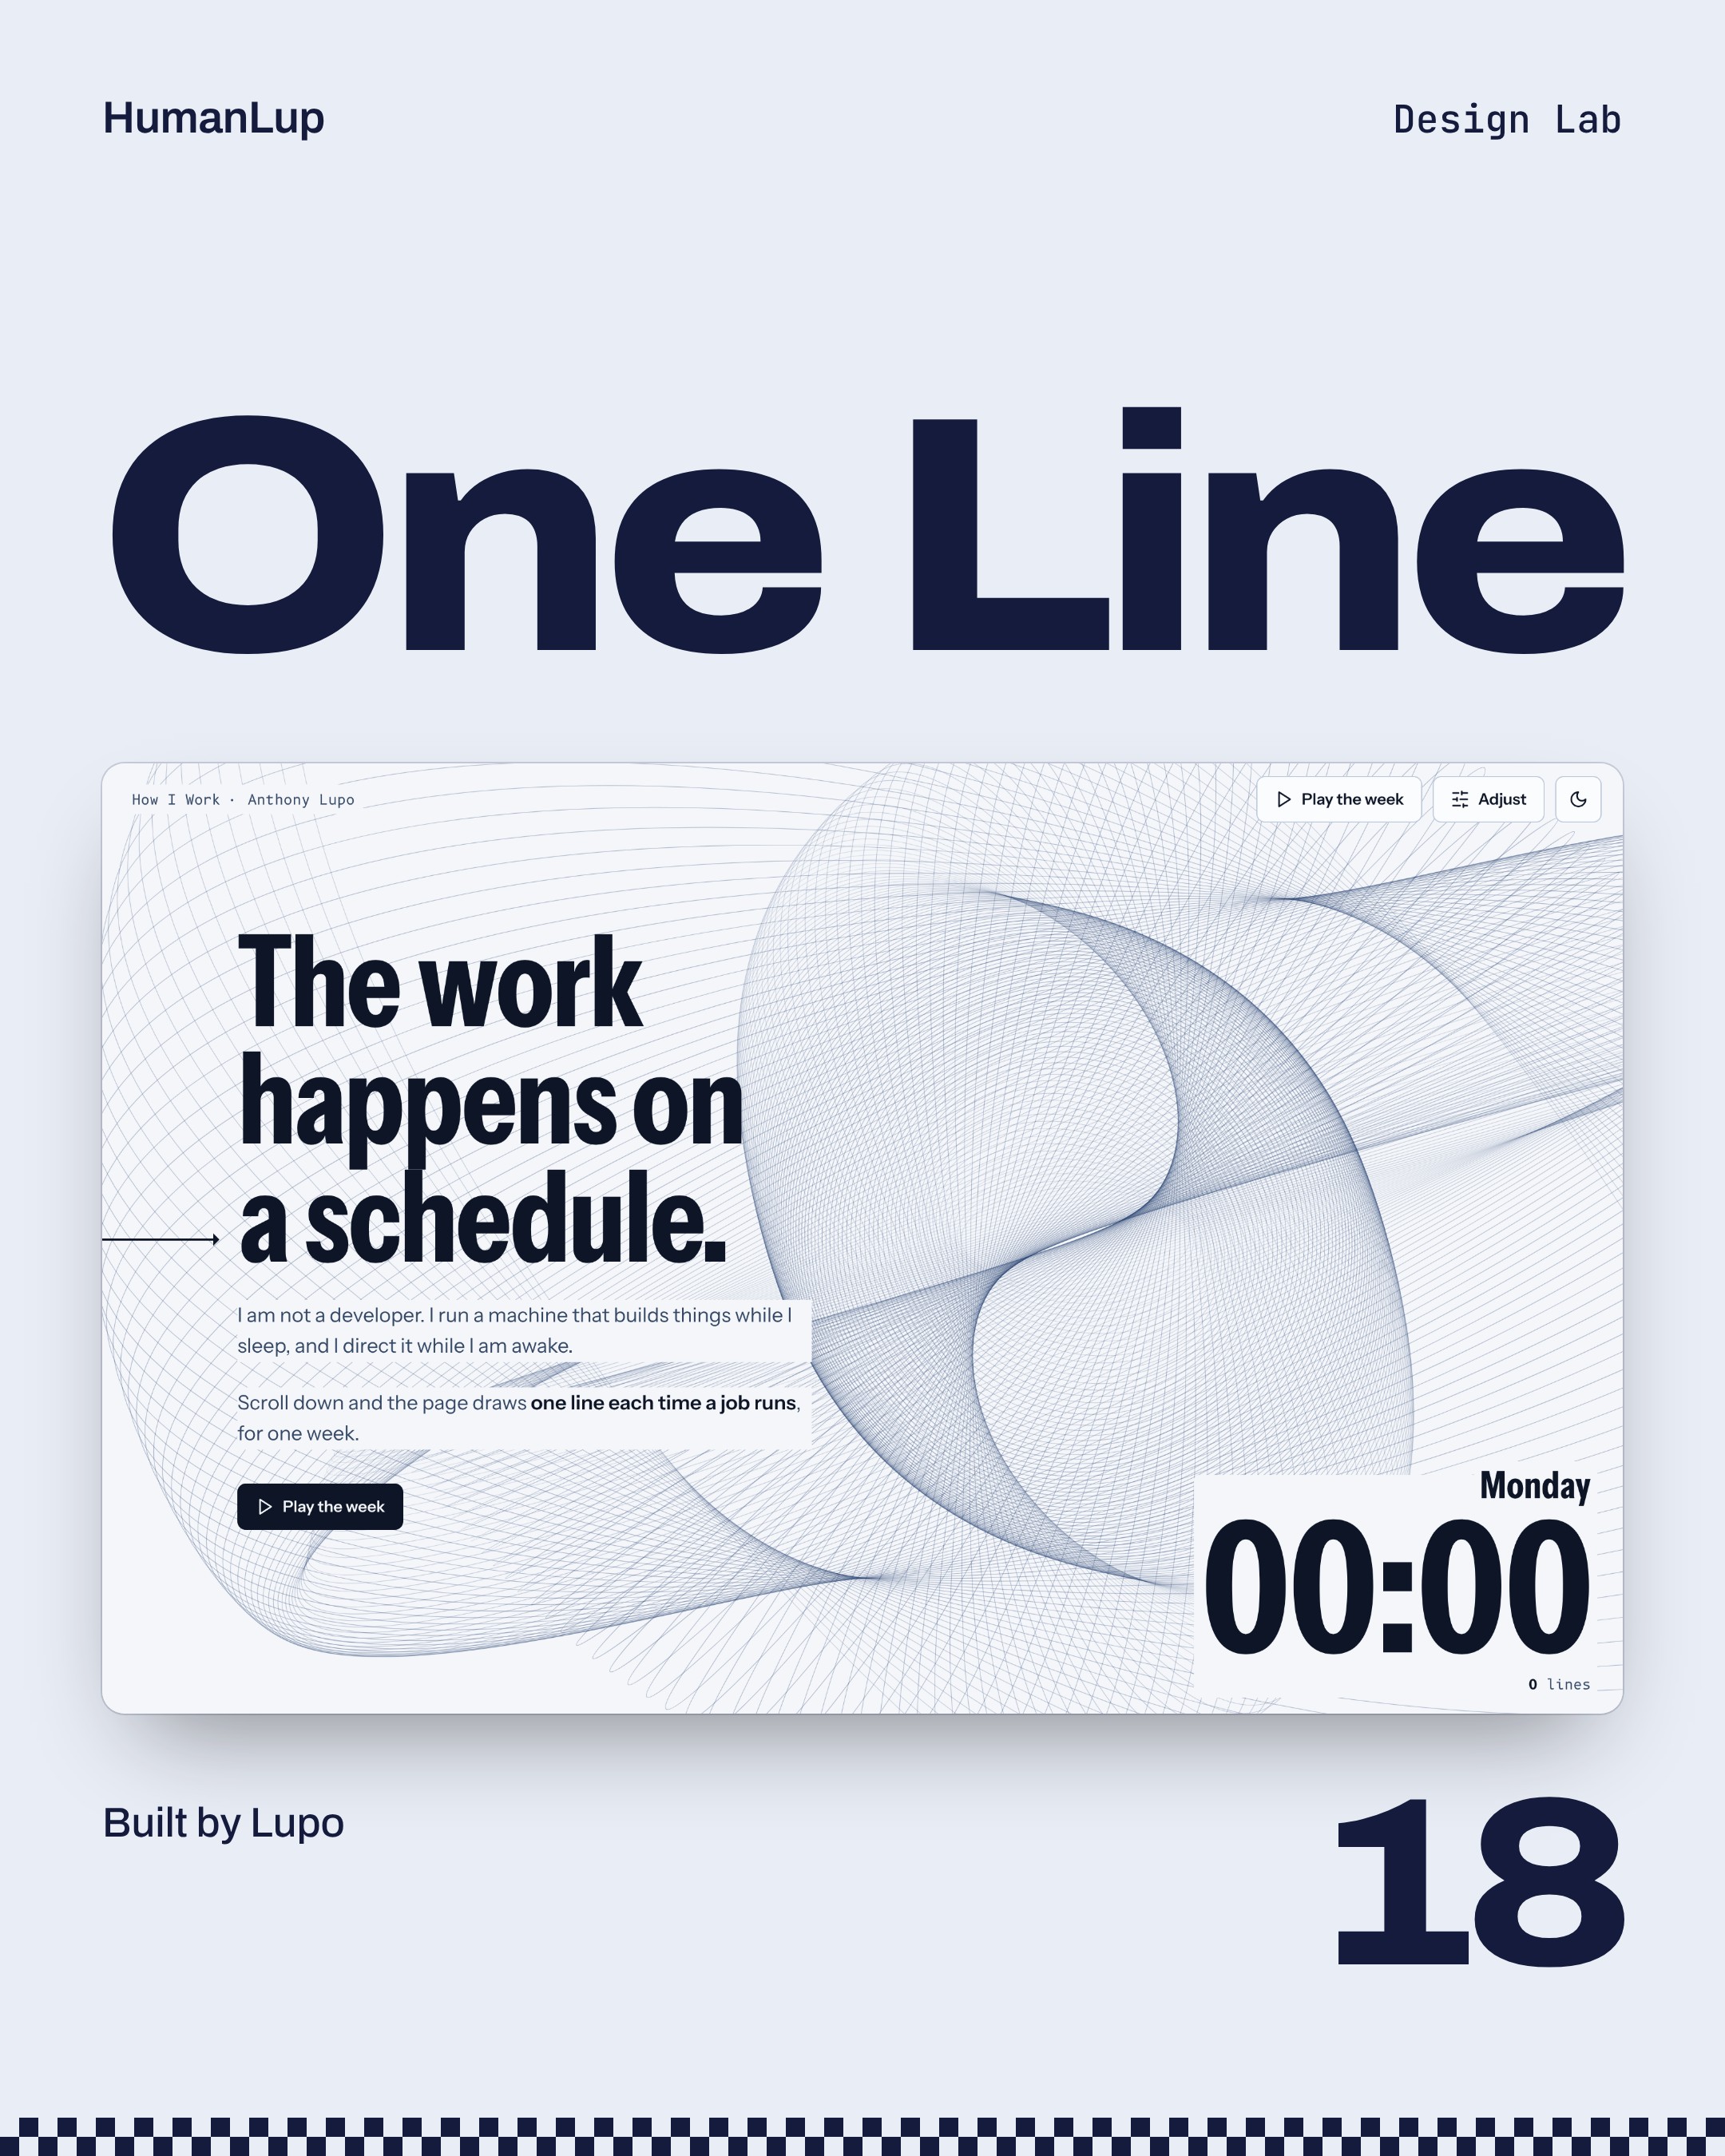 HumanLup
Design Lab
One Line
How I Work · Anthony Lupo
Play the week
Adjust
The work
happens on
a schedule.
I am not a developer. I run a machine that builds things while I
sleep, and I direct it while I am awake.
Scroll down and the page draws one line each time a job runs,
for one week.
Play the week
Monday
00:00
0 lines
Built by Lupo
18